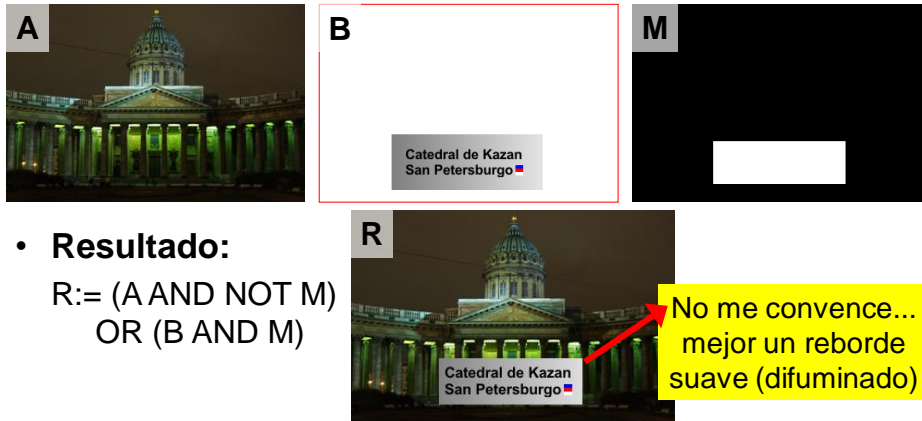 A
B
M
Catedral de Kazan
San Petersburgo
• Resultado:
R:= (A AND NOT M)
OR (B AND M)
R
Catedral de Kazan
San Petersburgo
No me convence...
mejor un reborde
suave (difuminado)